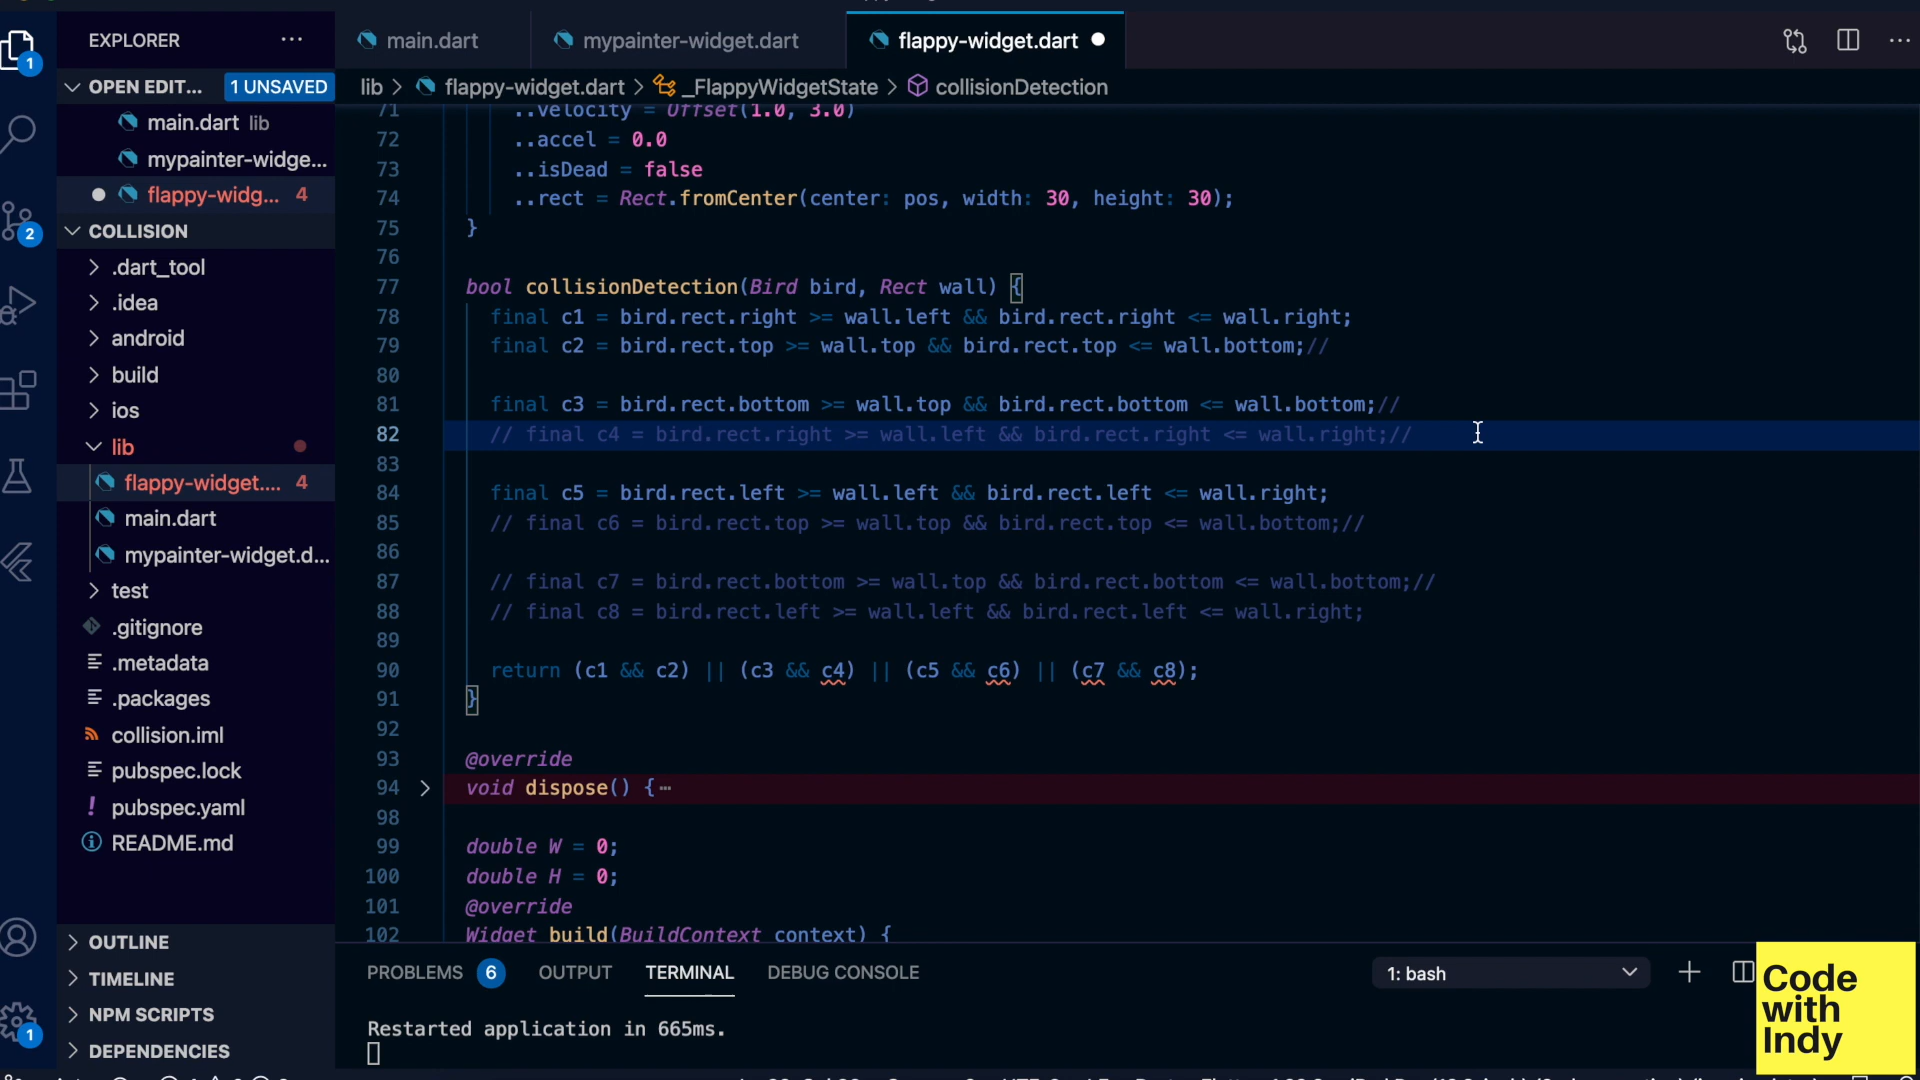 EXPLORER
main.dart
mypainter-widget.dart
flappy-widget.dart
OPEN EDIT...
1 UNSAVED
lib > flappy-widget.dart > _FlappyWidgetState > collisionDetection
main.dart lib
mypainter-widge...
flappy-widg... 4
COLLISION
.dart_tool
.idea
android
build
ios
lib
flappy-widget.... 4
main.dart
mypainter-widget.d...
test
.gitignore
.metadata
.packages
collision.iml
pubspec.lock
pubspec.yaml
README.md
OUTLINE
TIMELINE
NPM SCRIPTS
DEPENDENCIES
1
2
1
71 ..velocity = Offset(1.0, 3.0)
72 ..accel = 0.0
73 ..isDead = false
74 ..rect = Rect.fromCenter(center: pos, width: 30, height: 30);
75 }
76
77 bool collisionDetection(Bird bird, Rect wall) {
78 final c1 = bird.rect.right >= wall.left && bird.rect.right <= wall.right;
79 final c2 = bird.rect.top >= wall.top && bird.rect.top <= wall.bottom;//
80
81 final c3 = bird.rect.bottom >= wall.top && bird.rect.bottom <= wall.bottom;//
82 // final c4 = bird.rect.right >= wall.left && bird.rect.right <= wall.right;//
83
84 final c5 = bird.rect.left >= wall.left && bird.rect.left <= wall.right;
85 // final c6 = bird.rect.top >= wall.top && bird.rect.top <= wall.bottom;//
86
87 // final c7 = bird.rect.bottom >= wall.top && bird.rect.bottom <= wall.bottom;//
88 // final c8 = bird.rect.left >= wall.left && bird.rect.left <= wall.right;
89
90 return (c1 && c2) || (c3 && c4) || (c5 && c6) || (c7 && c8);
91 }
92
93 @override
94 void dispose() {…
98
99 double W = 0;
100 double H = 0;
101 @override
102 Widget build(BuildContext context) {
PROBLEMS 6 OUTPUT TERMINAL DEBUG CONSOLE
1: bash
Restarted application in 665ms.
Code
with
Indy